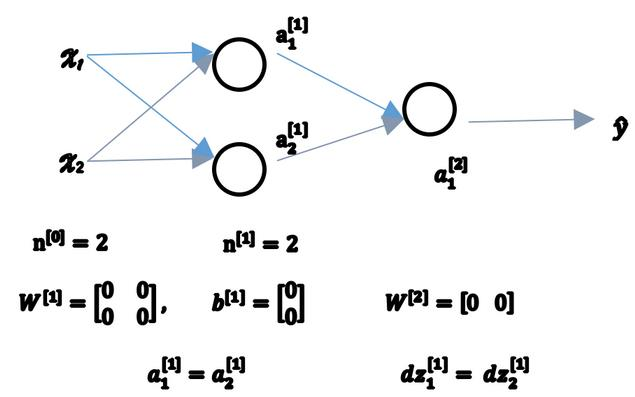 x₁ a₁^[1]
a₁^[2] ŷ
x₂ a₂^[1]
n^[0] = 2 n^[1] = 2
W^[1] = [0 0; 0 0], b^[1] = [0; 0] W^[2] = [0 0]
a₁^[1] = a₂^[1] dz₁^[1] = dz₂^[1]